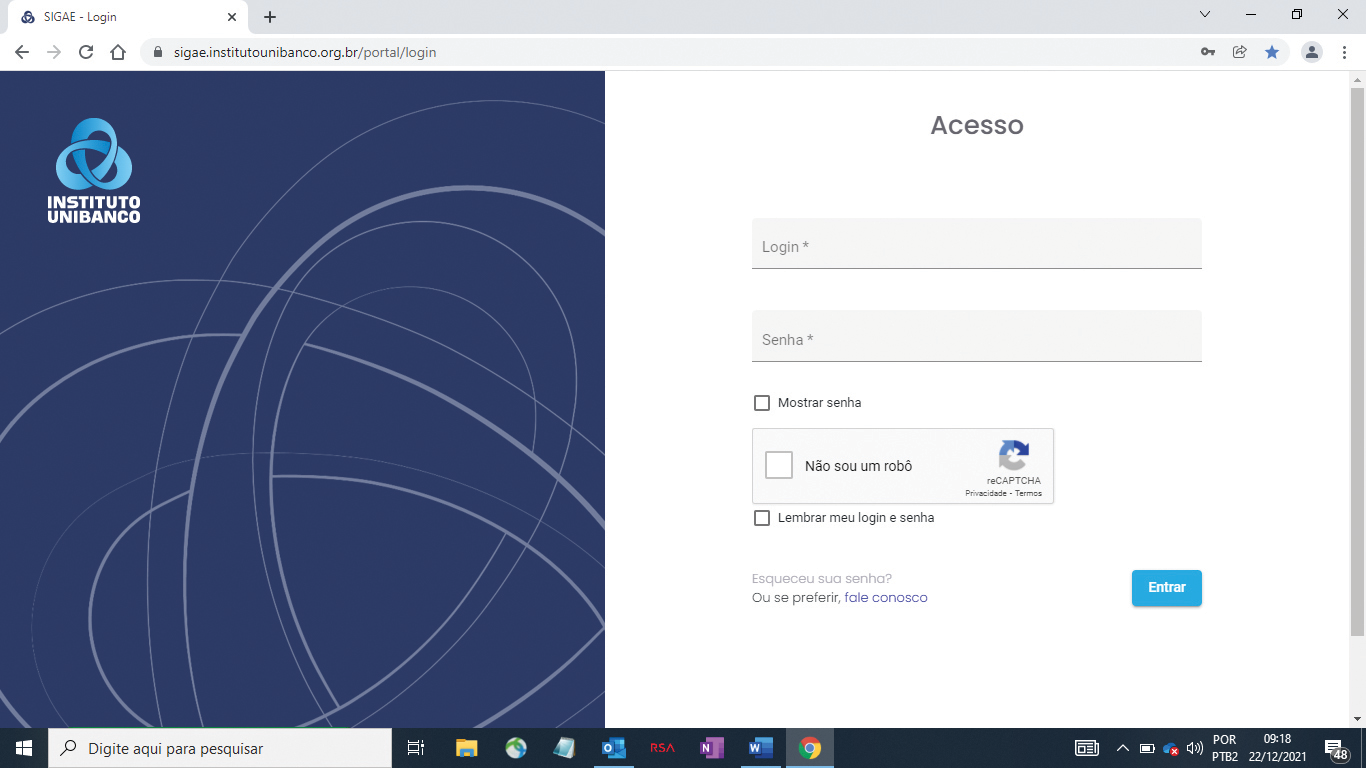 SIGAE - Login
sigae.institutounibanco.org.br/portal/login
INSTITUTO
UNIBANCO
Acesso
Login *
Senha *
Mostrar senha
Não sou um robô
reCAPTCHA
Privacidade - Termos
Lembrar meu login e senha
Esqueceu sua senha?
Ou se preferir, fale conosco
Entrar
Digite aqui para pesquisar
RSA
POR
PTB2
09:18
22/12/2021
48